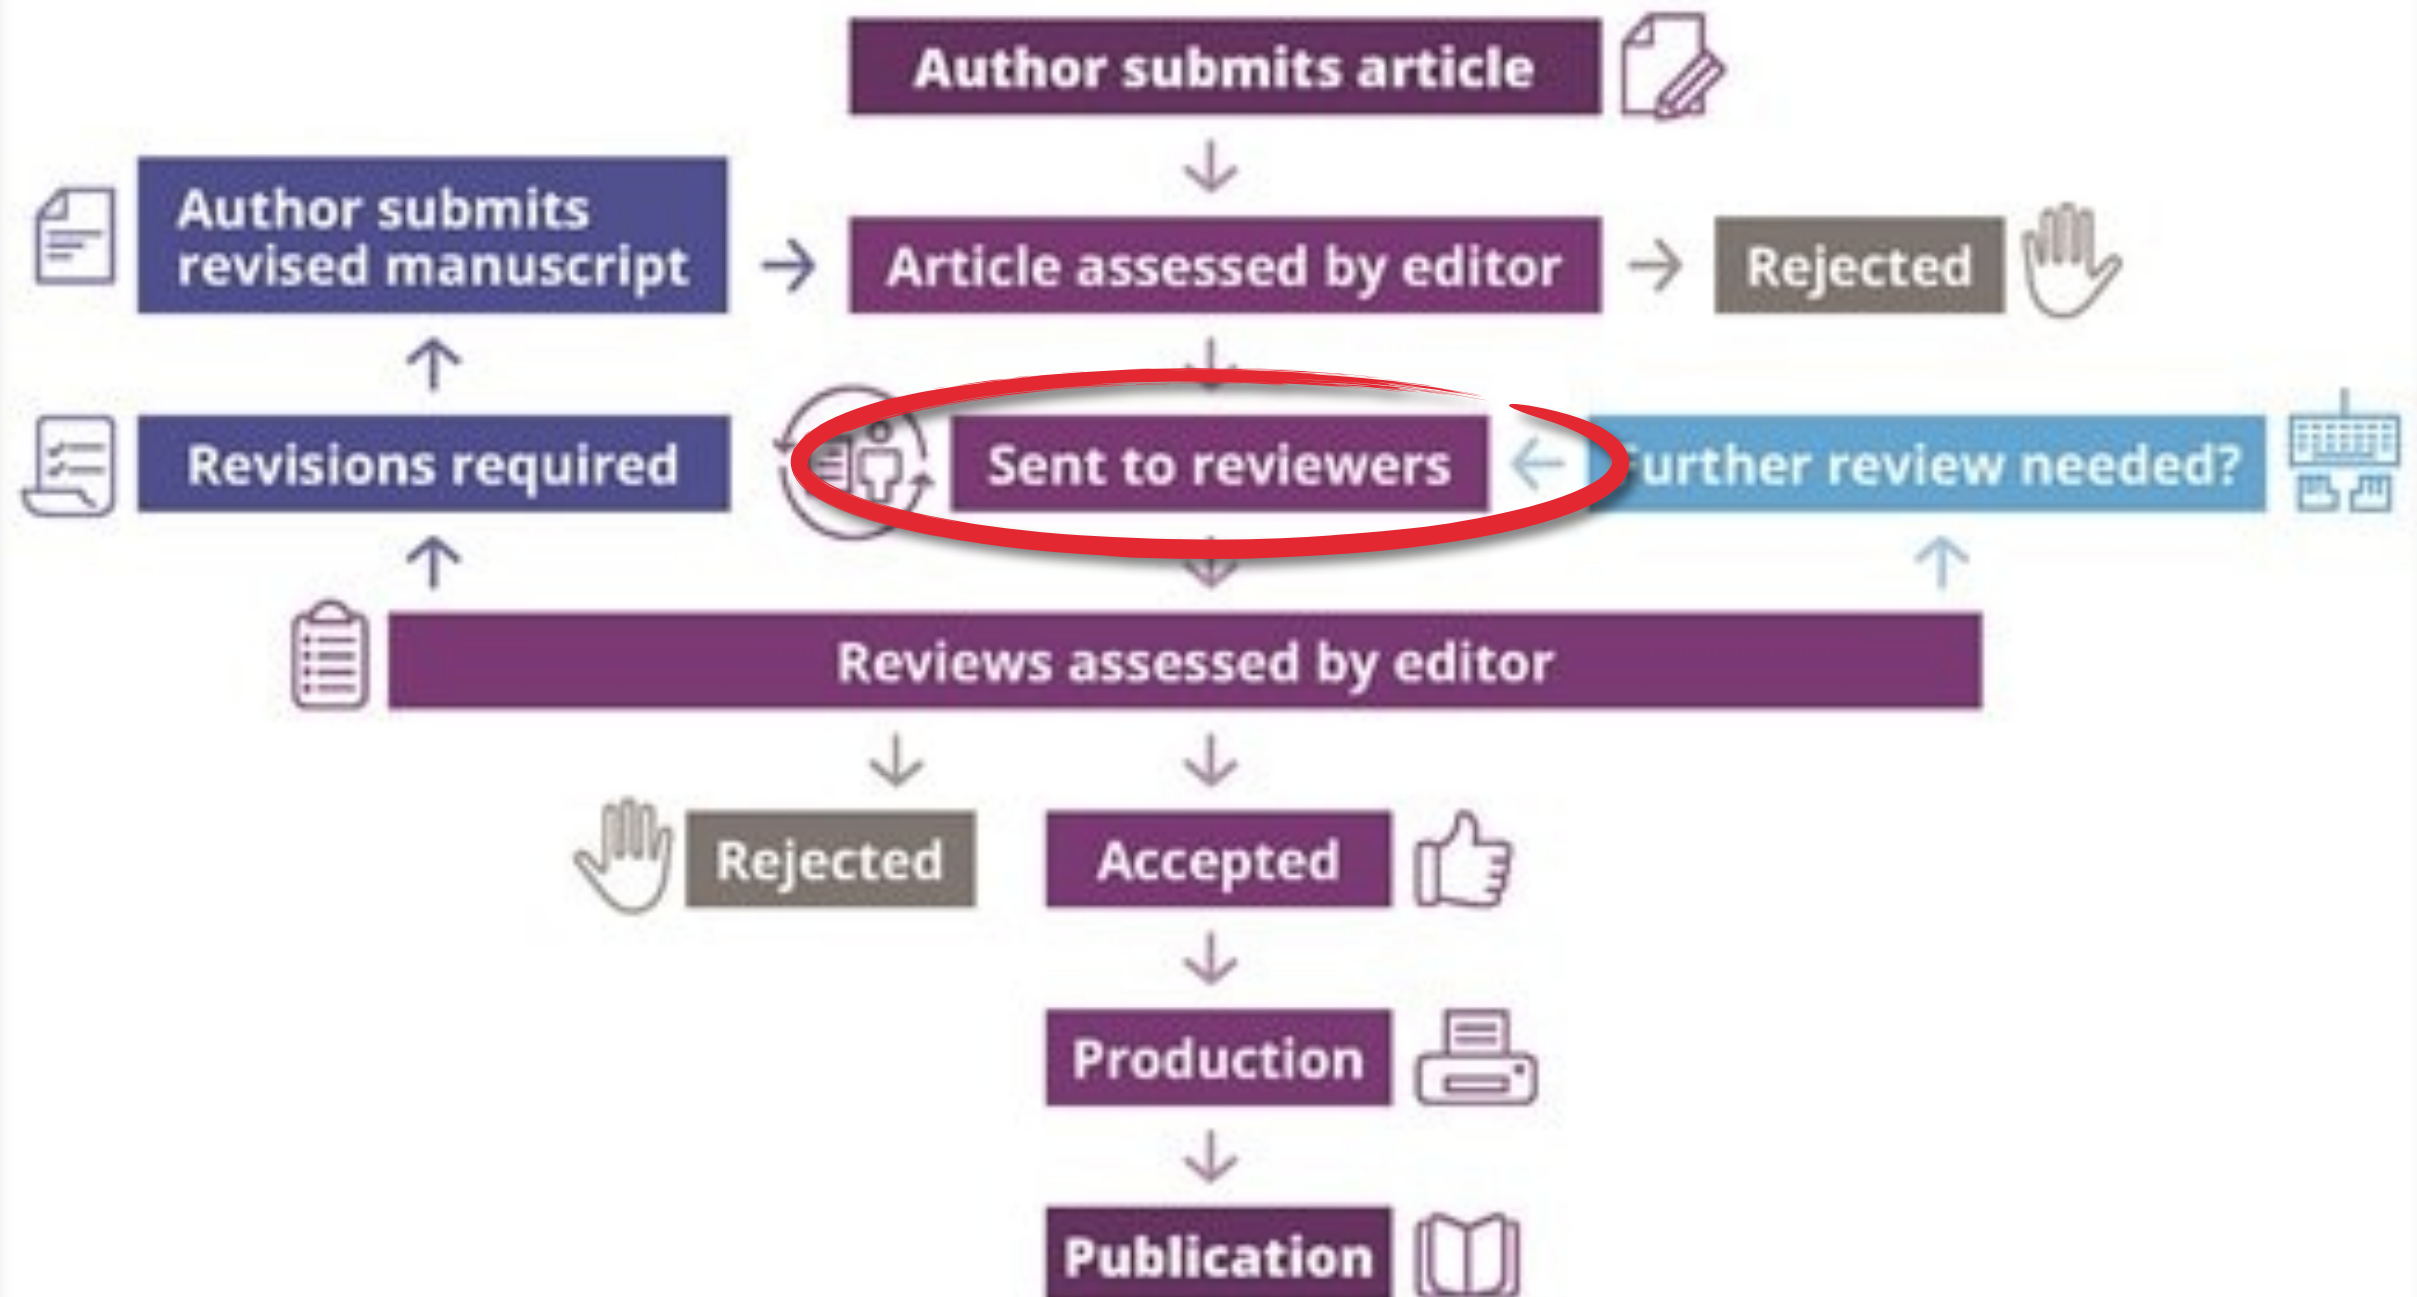 Author submits article
Author submits
revised manuscript
Article assessed by editor
Rejected
Revisions required
Sent to reviewers
Further review needed?
Reviews assessed by editor
Rejected
Accepted
Production
Publication